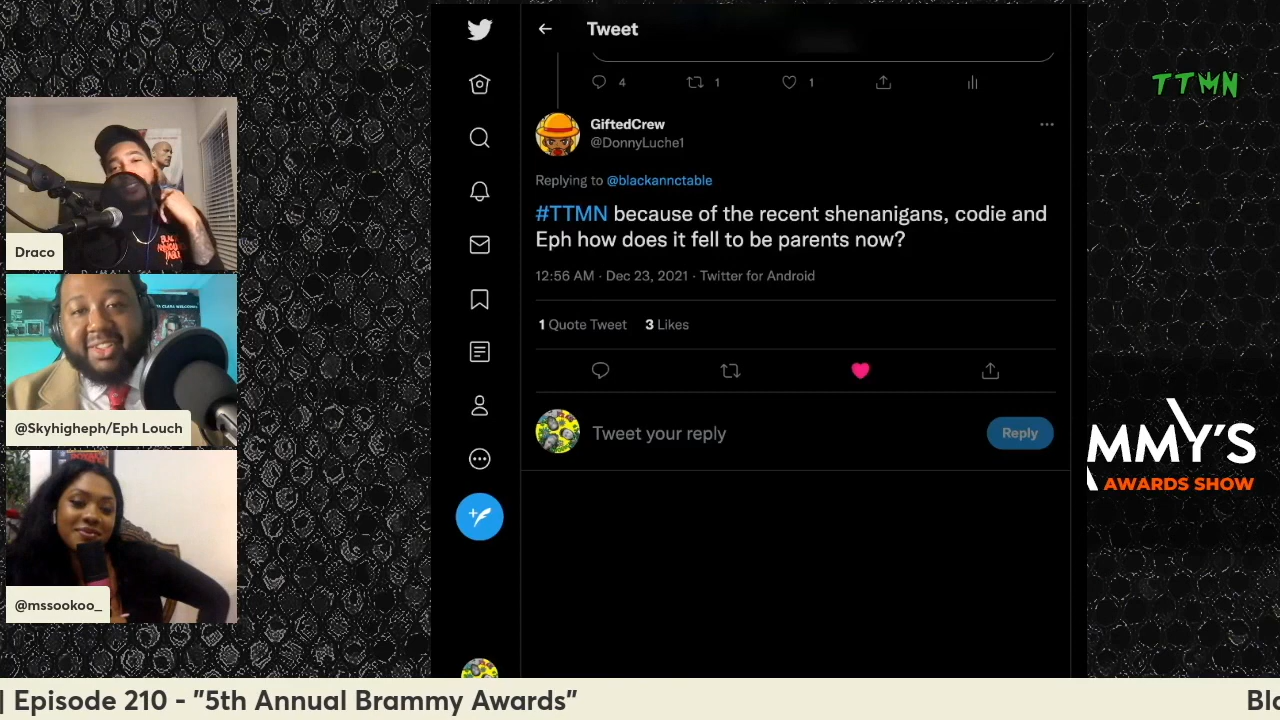 Tweet
4
1
1
TTMN
GiftedCrew
@DonnyLuche1
Replying to @blackannctable
#TTMN because of the recent shenanigans, codie and
Eph how does it fell to be parents now?
12:56 AM · Dec 23, 2021 · Twitter for Android
1 Quote Tweet 3 Likes
Tweet your reply
Reply
Draco
@Skyhigheph/Eph Louch
@mssookoo_
MMY'S
AWARDS SHOW
| Episode 210 - "5th Annual Brammy Awards"
Blc